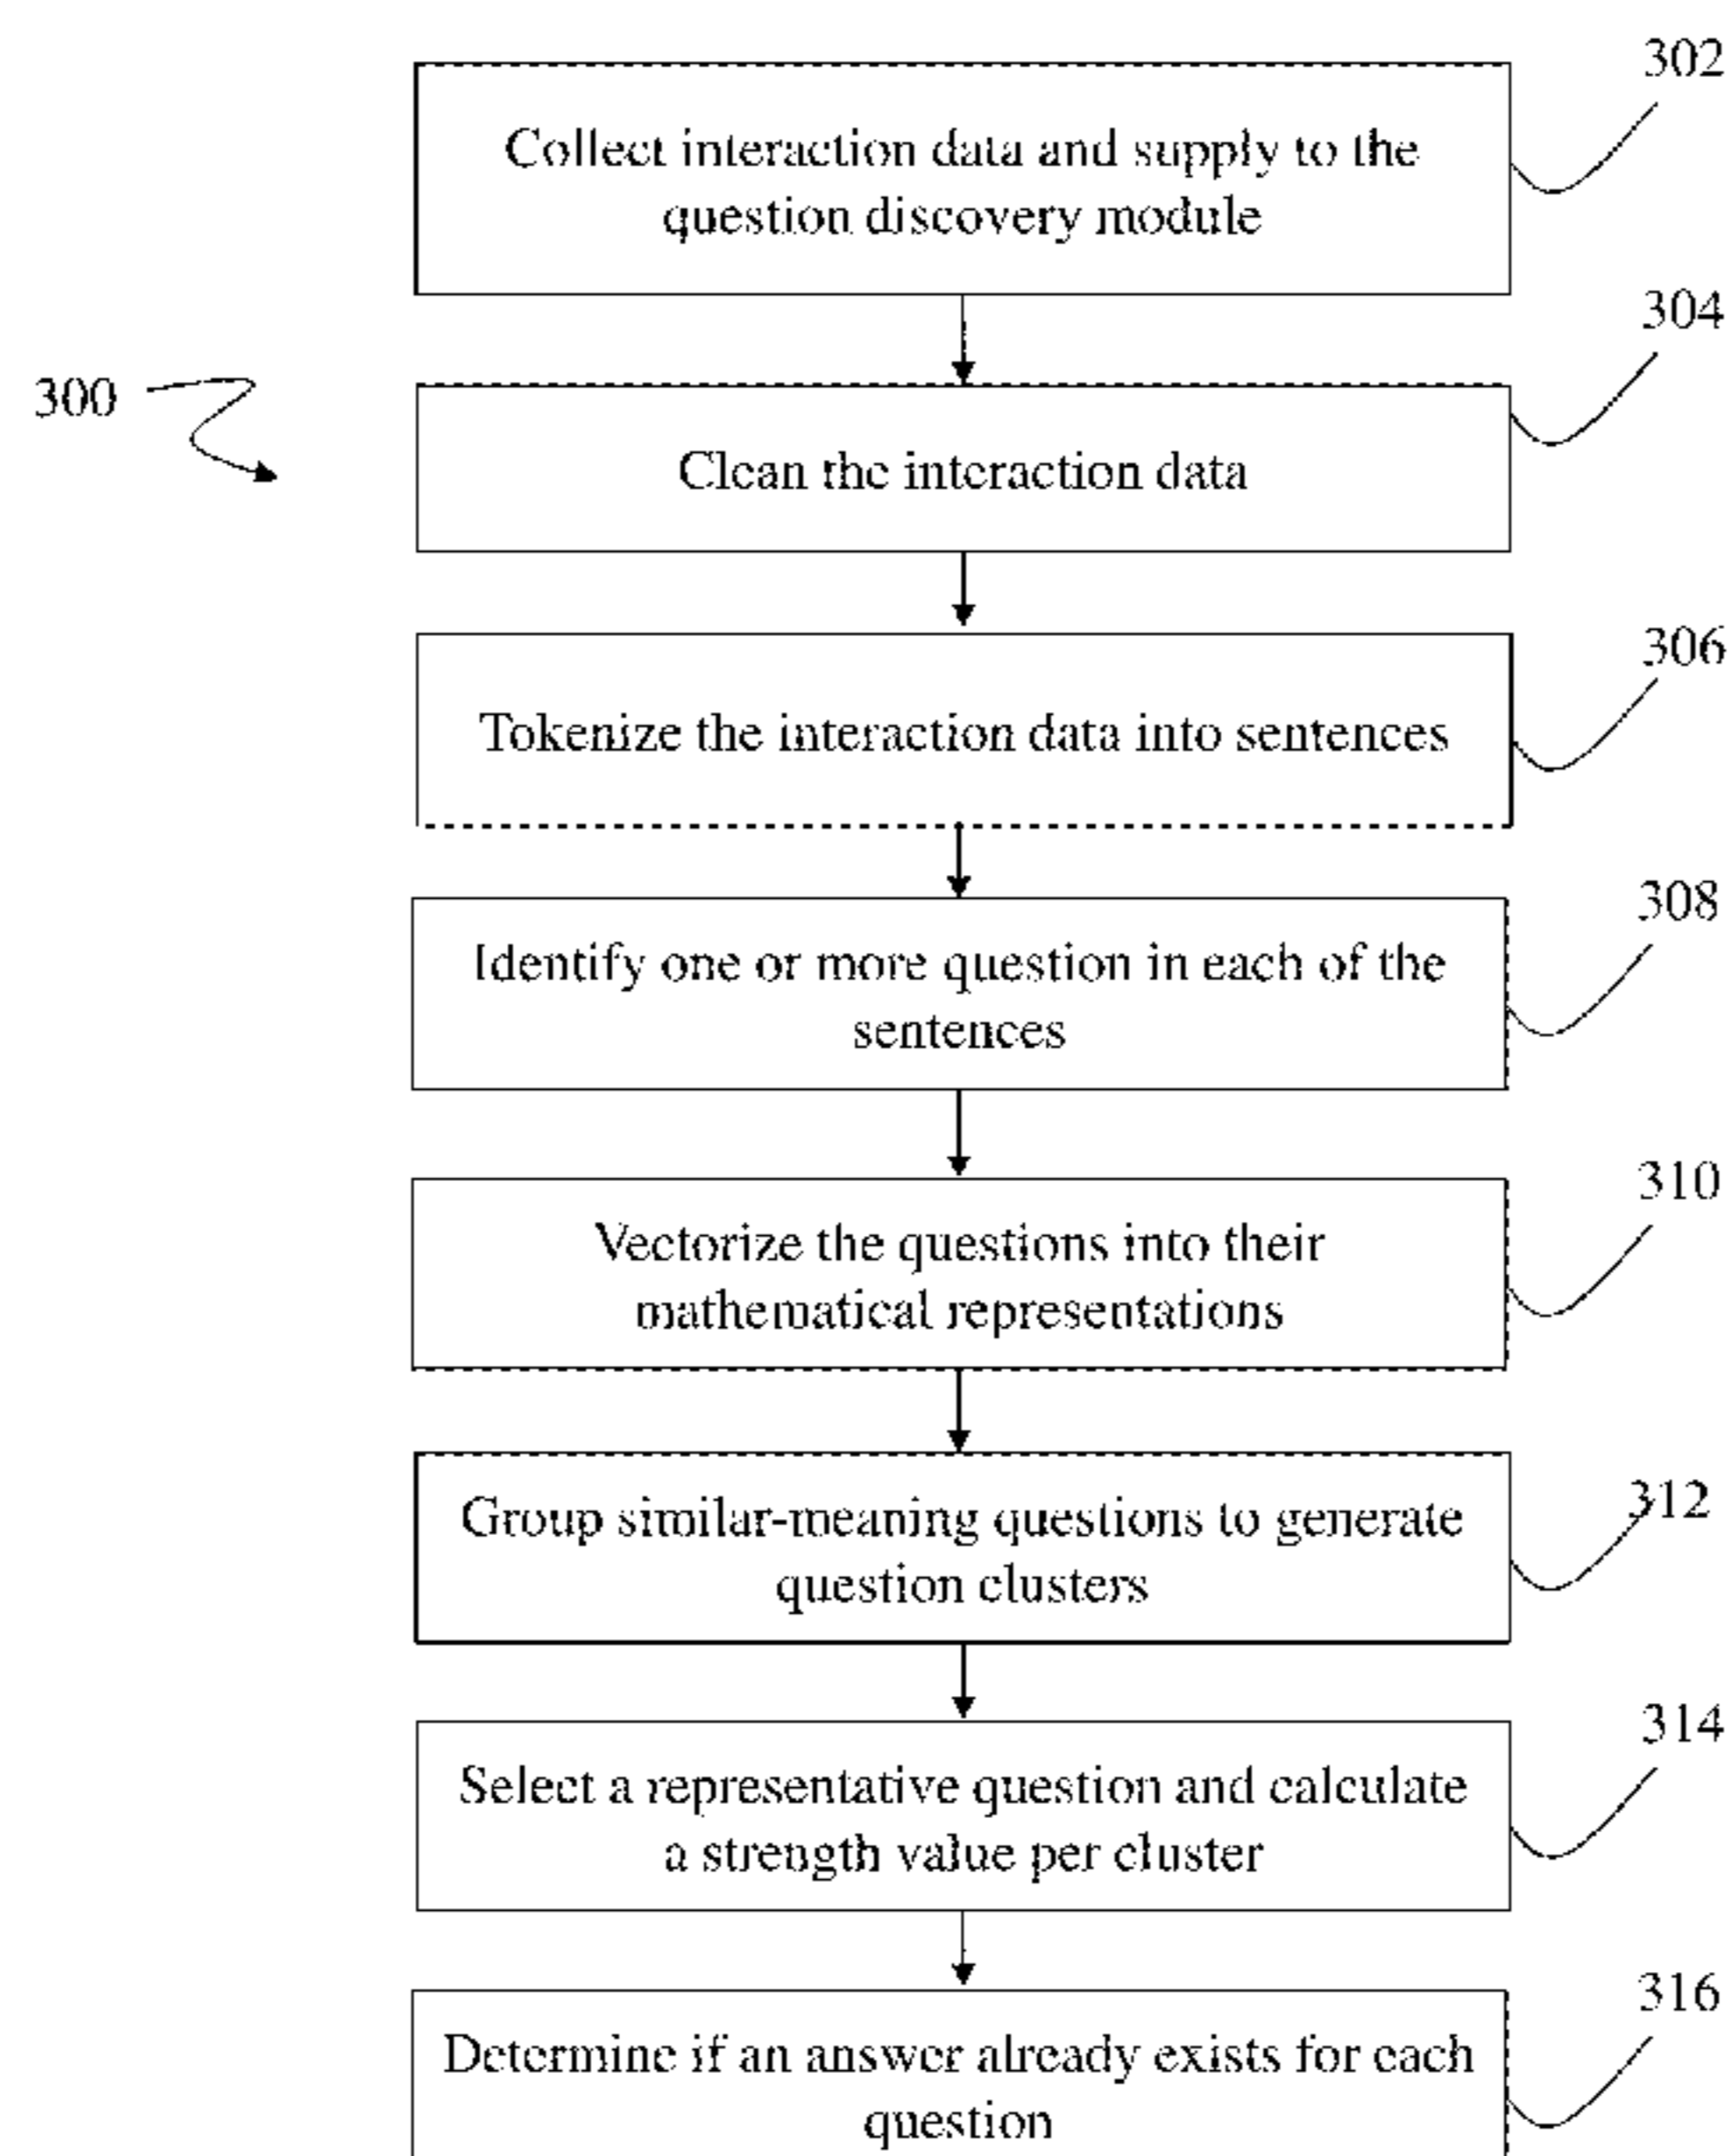 302
Collect interaction data and supply to the
question discovery module
304
300
Clean the interaction data
306
Tokenize the interaction data into sentences
308
Identify one or more question in each of the
sentences
310
Vectorize the questions into their
mathematical representations
312
Group similar-meaning questions to generate
question clusters
314
Select a representative question and calculate
a strength value per cluster
316
Determine if an answer already exists for each
question